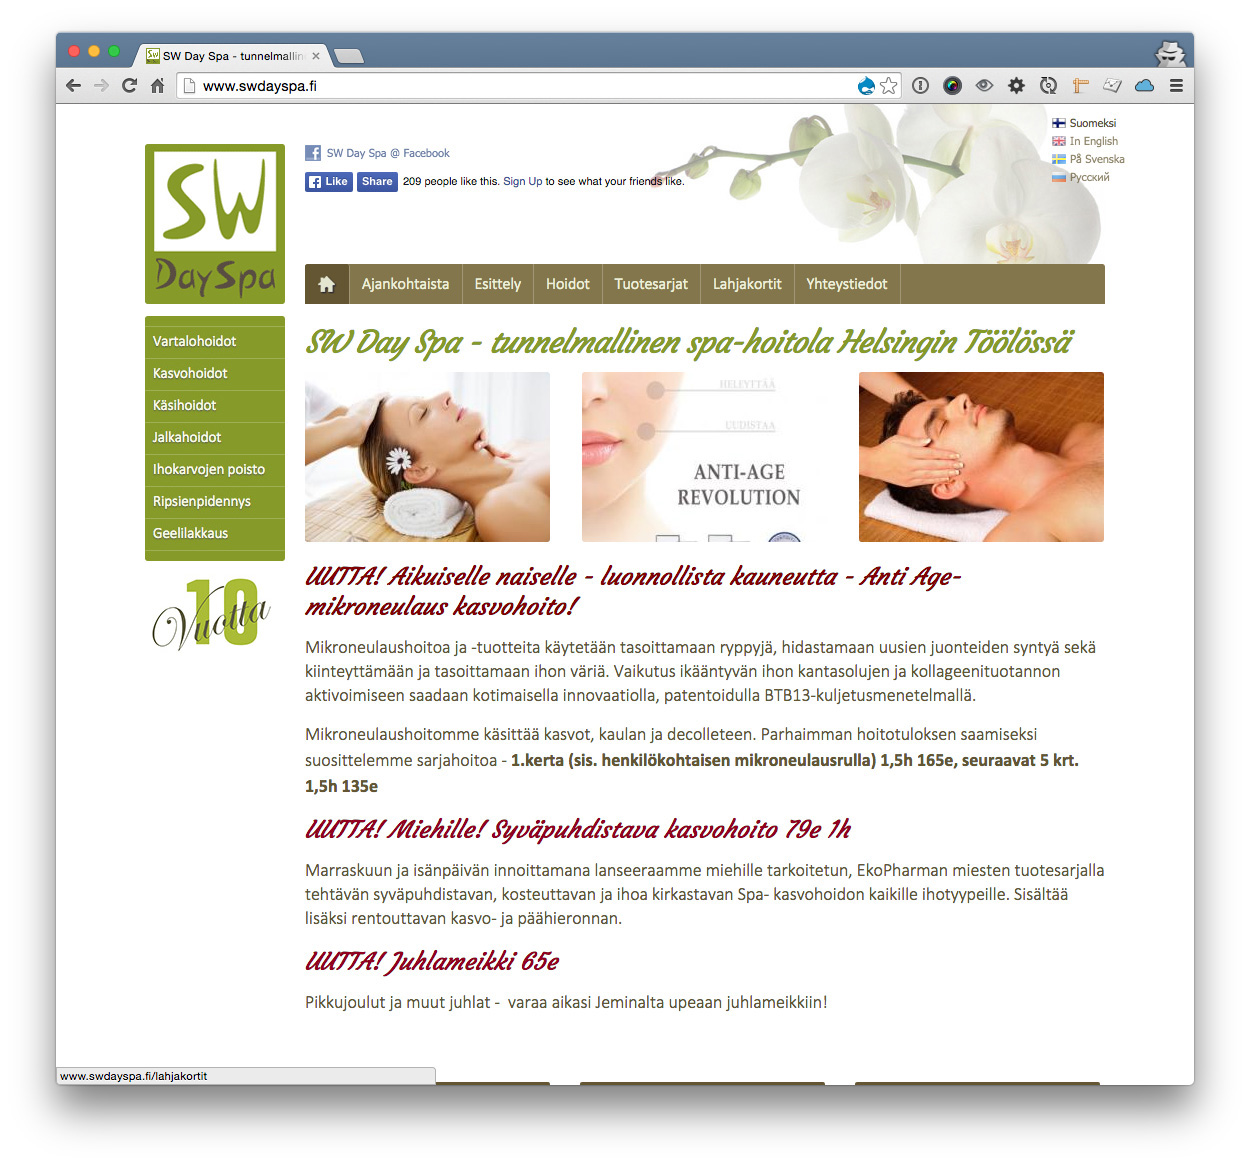 SW Day Spa - tunnelmallin
www.swdayspa.fi
Suomeksi
In English
På Svenska
Русский
SW
DaySpa
SW Day Spa @ Facebook
Like Share 209 people like this. Sign Up to see what your friends like.
Ajankohtaista Esittely Hoidot Tuotesarjat Lahjakortit Yhteystiedot
Vartalohoidot
Kasvohoidot
Käsihoidot
Jalkahoidot
Ihokarvojen poisto
Ripsienpidennys
Geelilakkaus
10
Vuotta
SW Day Spa - tunnelmallinen spa-hoitola Helsingin Töölössä
HELEYTTÄÄ
UUDISTAA
ANTI-AGE
REVOLUTION
UUTTA! Aikuiselle naiselle - luonnollista kauneutta - Anti Age-
mikroneulaus kasvohoito!
Mikroneulaushoitoa ja -tuotteita käytetään tasoittamaan ryppyjä, hidastamaan uusien juonteiden syntyä sekä
kiinteyttämään ja tasoittamaan ihon väriä. Vaikutus ikääntyvän ihon kantasolujen ja kollageenituotannon
aktivoimiseen saadaan kotimaisella innovaatiolla, patentoidulla BTB13-kuljetusmenetelmallä.
Mikroneulaushoitomme käsittää kasvot, kaulan ja decolleteen. Parhaimman hoitotuloksen saamiseksi
suosittelemme sarjahoitoa - 1.kerta (sis. henkilökohtaisen mikroneulausrulla) 1,5h 165e, seuraavat 5 krt.
1,5h 135e
UUTTA! Miehille! Syväpuhdistava kasvohoito 79e 1h
Marraskuun ja isänpäivän innoittamana lanseeraamme miehille tarkoitetun, EkoPharman miesten tuotesarjalla
tehtävän syväpuhdistavan, kosteuttavan ja ihoa kirkastavan Spa- kasvohoidon kaikille ihotyypeille. Sisältää
lisäksi rentouttavan kasvo- ja päähieronnan.
UUTTA! Juhlameikki 65e
Pikkujoulut ja muut juhlat - varaa aikasi Jeminalta upeaan juhlameikkiin!
www.swdayspa.fi/lahjakortit